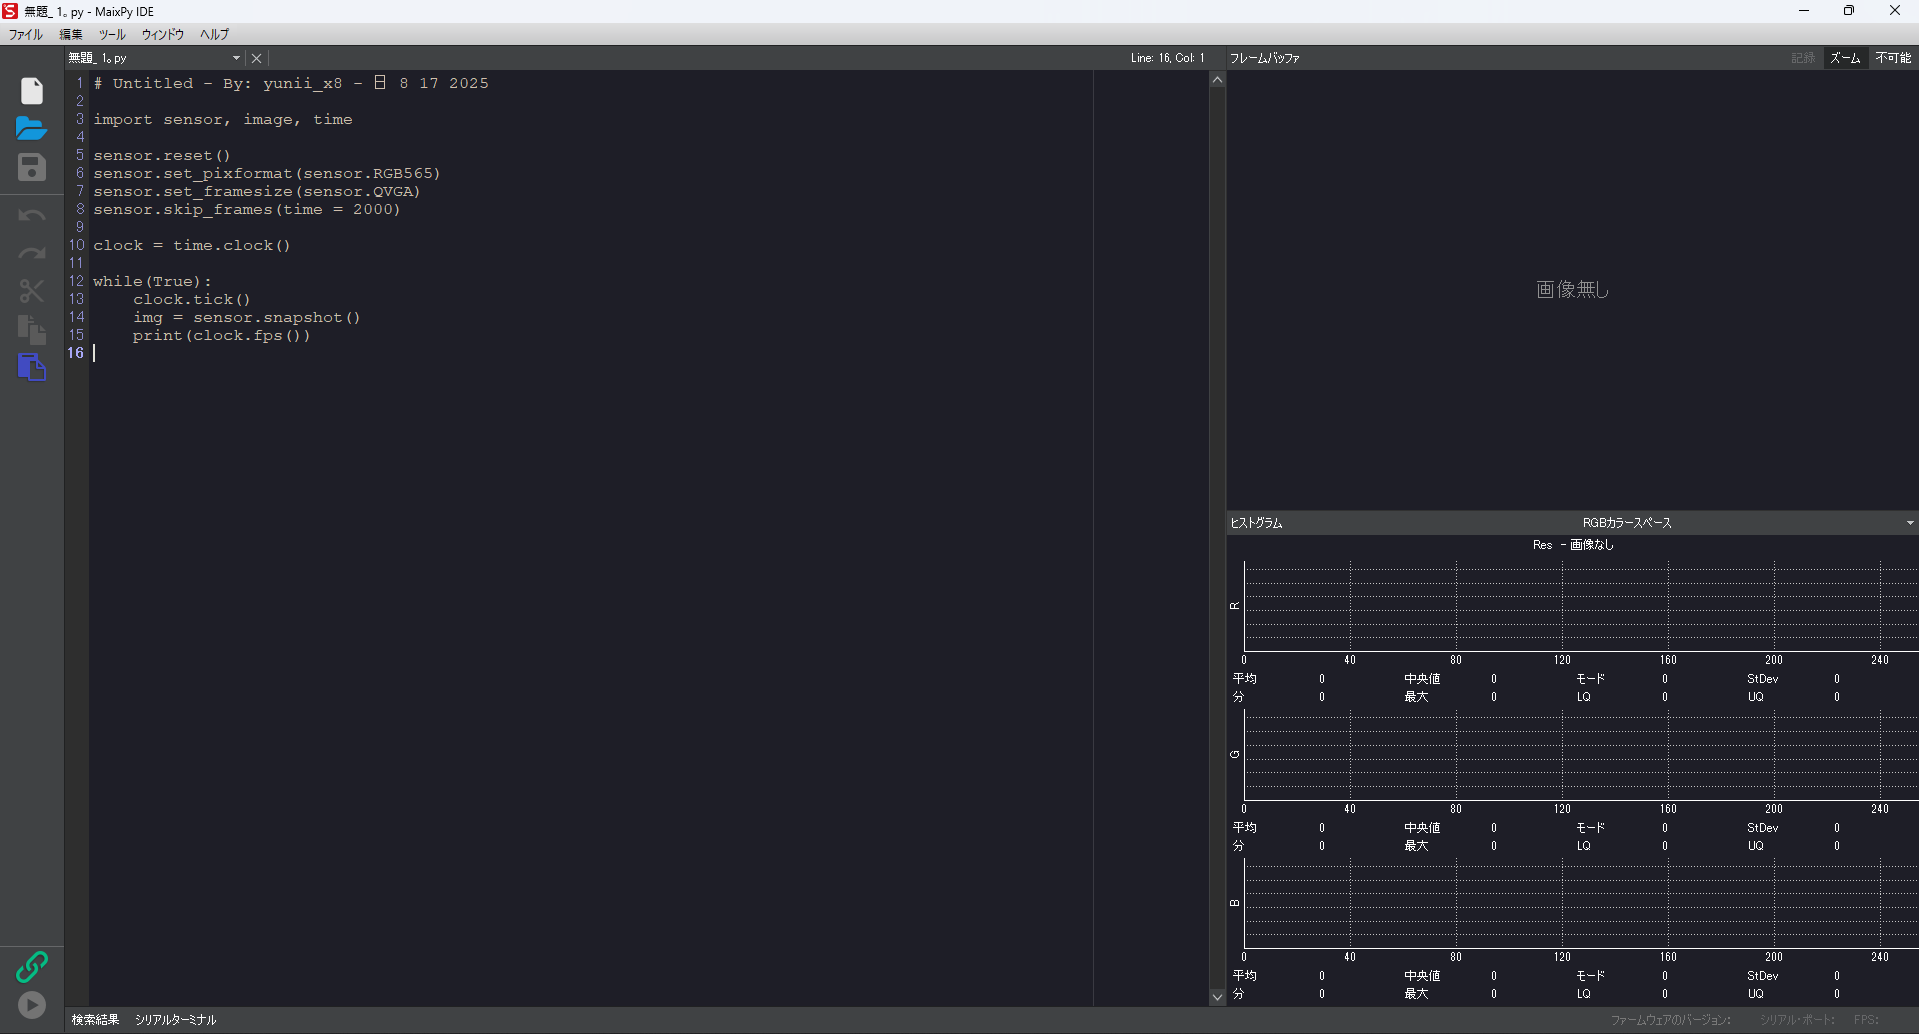 無題_ 1。py - MaixPy IDE
ファイル 編集 ツール ウィンドウ ヘルプ
無題_ 1。py
Line: 16, Col: 1
フレームバッファ
記録 ズーム 不可能
1 # Untitled - By: yunii_x8 - 日 8 17 2025
2
3 import sensor, image, time
4
5 sensor.reset()
6 sensor.set_pixformat(sensor.RGB565)
7 sensor.set_framesize(sensor.QVGA)
8 sensor.skip_frames(time = 2000)
9
10 clock = time.clock()
11
12 while(True):
13 clock.tick()
14 img = sensor.snapshot()
15 print(clock.fps())
16
画像無し
ヒストグラム RGBカラースペース
Res - 画像なし
R
0 40 80 120 160 200 240
平均 0 中央値 0 モード 0 StDev 0
分 0 最大 0 LQ 0 UQ 0
G
0 40 80 120 160 200 240
平均 0 中央値 0 モード 0 StDev 0
分 0 最大 0 LQ 0 UQ 0
B
0 40 80 120 160 200 240
平均 0 中央値 0 モード 0 StDev 0
分 0 最大 0 LQ 0 UQ 0
検索結果 シリアルターミナル
ファームウェアのバージョン: シリアル・ポート: FPS: